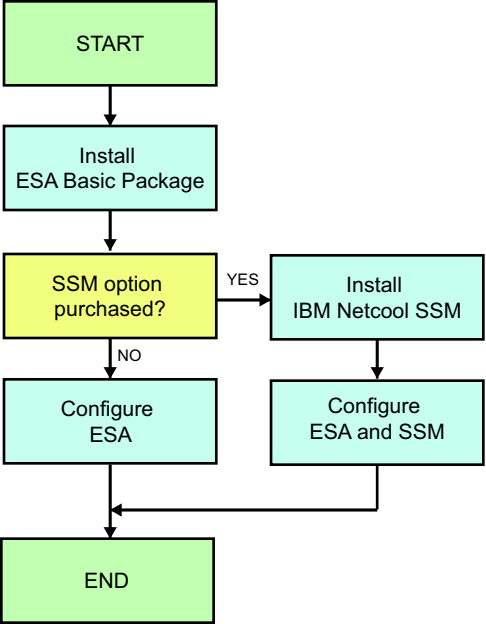 START
Install
ESA Basic Package
SSM option
purchased?
YES
Install
IBM Netcool SSM
NO
Configure
ESA
Configure
ESA and SSM
END